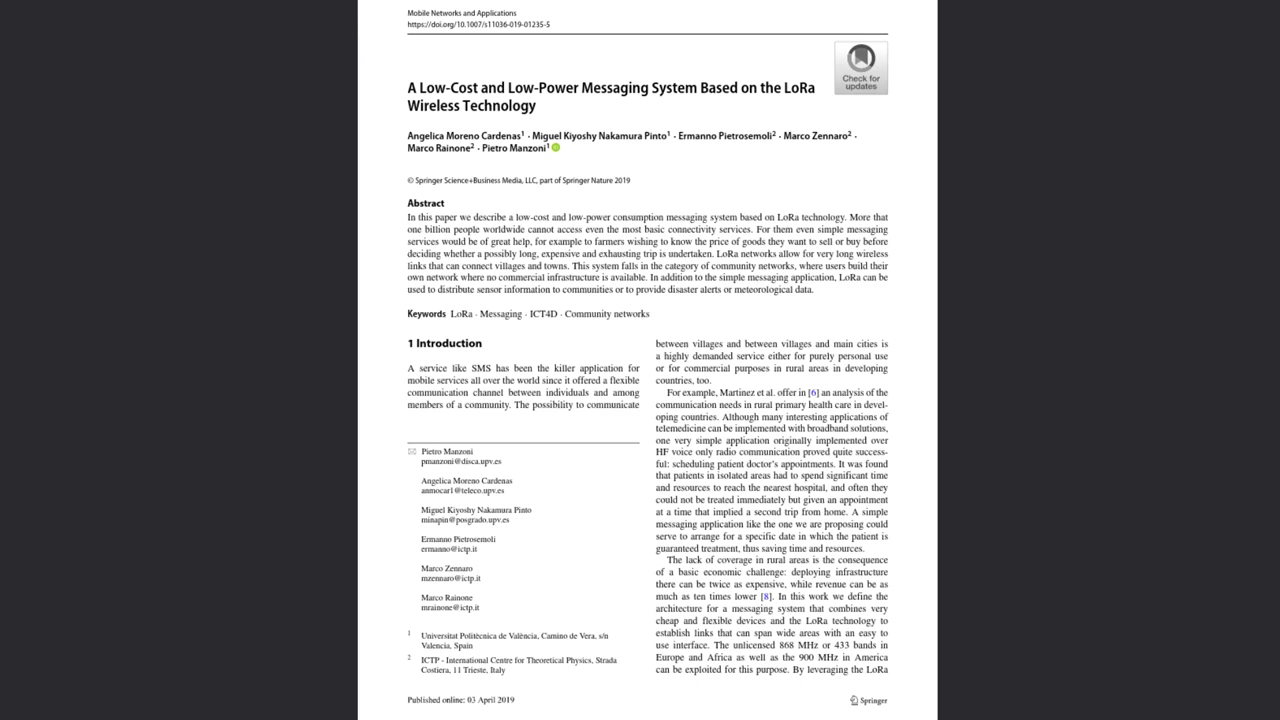 Mobile Networks and Applications
https://doi.org/10.1007/s11036-019-01235-5
Check for
updates
A Low-Cost and Low-Power Messaging System Based on the LoRa
Wireless Technology
Angelica Moreno Cardenas1 · Miguel Kiyoshy Nakamura Pinto1 · Ermanno Pietrosemoli2 · Marco Zennaro2 ·
Marco Rainone2 · Pietro Manzoni1
© Springer Science+Business Media, LLC, part of Springer Nature 2019
Abstract
In this paper we describe a low-cost and low-power consumption messaging system based on LoRa technology. More that
one billion people worldwide cannot access even the most basic connectivity services. For them even simple messaging
services would be of great help, for example to farmers wishing to know the price of goods they want to sell or buy before
deciding whether a possibly long, expensive and exhausting trip is undertaken. LoRa networks allow for very long wireless
links that can connect villages and towns. This system falls in the category of community networks, where users build their
own network where no commercial infrastructure is available. In addition to the simple messaging application, LoRa can be
used to distribute sensor information to communities or to provide disaster alerts or meteorological data.
Keywords LoRa · Messaging · ICT4D · Community networks
1 Introduction
A service like SMS has been the killer application for
mobile services all over the world since it offered a flexible
communication channel between individuals and among
members of a community. The possibility to communicate
Pietro Manzoni
pmanzoni@disca.upv.es
Angelica Moreno Cardenas
anmocar1@teleco.upv.es
Miguel Kiyoshy Nakamura Pinto
minapin@posgrado.upv.es
Ermanno Pietrosemoli
ermanno@ictp.it
Marco Zennaro
mzennaro@ictp.it
Marco Rainone
mrainone@ictp.it
1 Universitat Politècnica de València, Camino de Vera, s/n
Valencia, Spain
2 ICTP - International Centre for Theoretical Physics, Strada
Costiera, 11 Trieste, Italy
between villages and between villages and main cities is
a highly demanded service either for purely personal use
or for commercial purposes in rural areas in developing
countries, too.
For example, Martinez et al. offer in [6] an analysis of the
communication needs in rural primary health care in devel-
oping countries. Although many interesting applications of
telemedicine can be implemented with broadband solutions,
one very simple application originally implemented over
HF voice only radio communication proved quite success-
ful: scheduling patient doctor's appointments. It was found
that patients in isolated areas had to spend significant time
and resources to reach the nearest hospital, and often they
could not be treated immediately but given an appointment
at a time that implied a second trip from home. A simple
messaging application like the one we are proposing could
serve to arrange for a specific date in which the patient is
guaranteed treatment, thus saving time and resources.
The lack of coverage in rural areas is the consequence
of a basic economic challenge: deploying infrastructure
there can be twice as expensive, while revenue can be as
much as ten times lower [8]. In this work we define the
architecture for a messaging system that combines very
cheap and flexible devices and the LoRa technology to
establish links that can span wide areas with an easy to
use interface. The unlicensed 868 MHz or 433 bands in
Europe and Africa as well as the 900 MHz in America
can be exploited for this purpose. By leveraging the LoRa
Published online: 03 April 2019
Springer